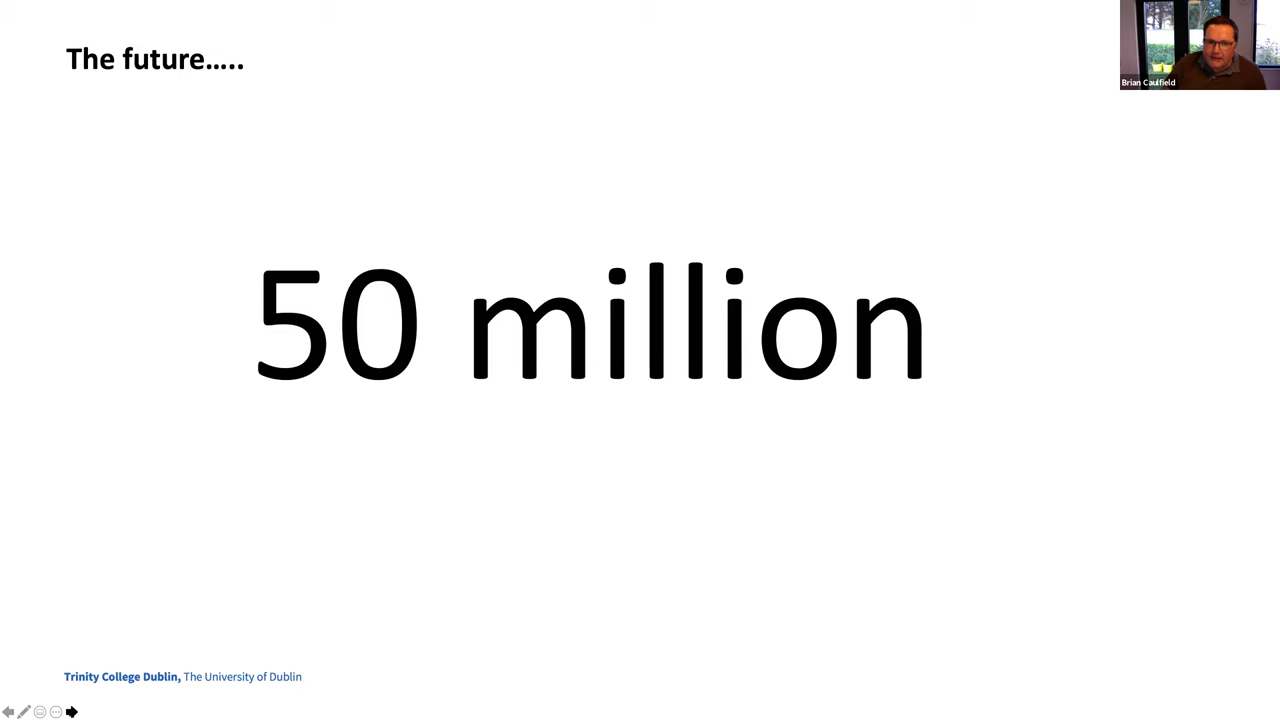 The future.....
Brian Caulfield
50 million
Trinity College Dublin, The University of Dublin